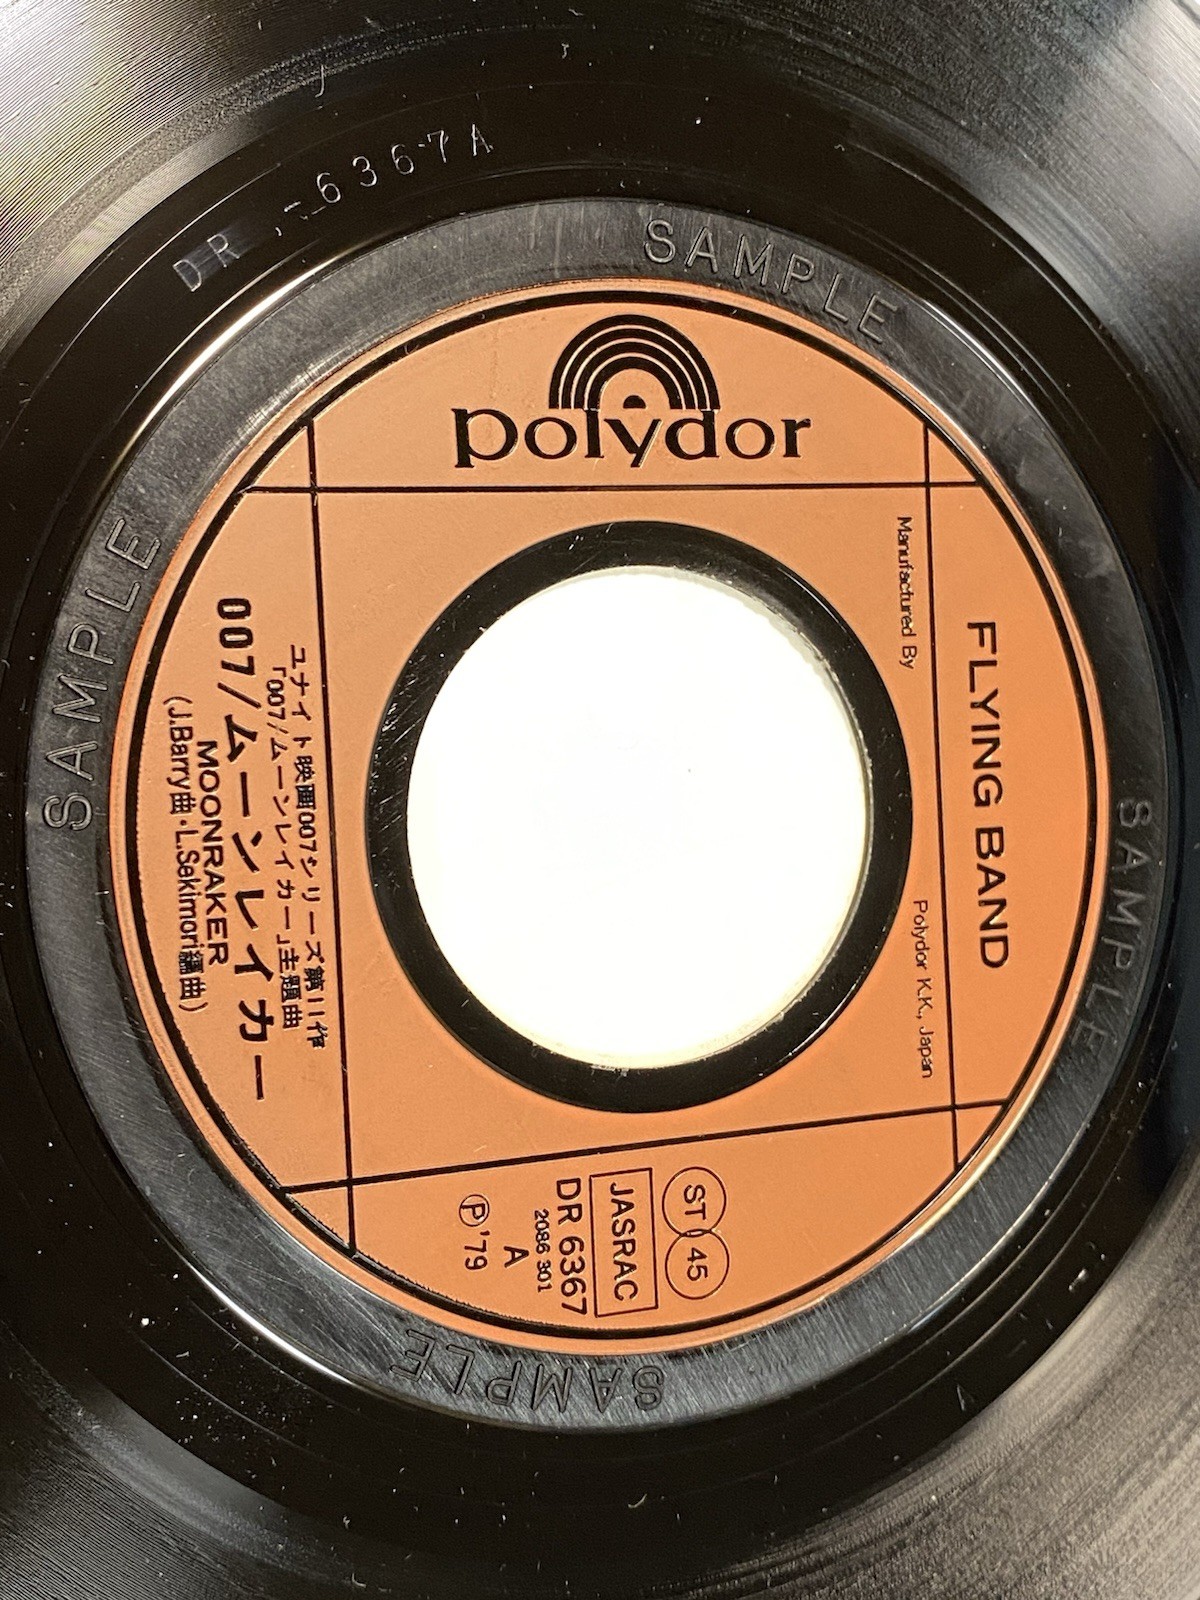 DR - 6367A
SAMPLE
SAMPLE
SAMPLE
SAMPLE
polydor
Manufactured By
Polydor K.K., Japan
FLYING BAND
ユナイト映画007シリーズ第11作
「007/ムーンレイカー」主題曲
007/ムーンレイカー
MOONRAKER
(J.Barry曲・L.Sekimori編曲)
ST 45
JASRAC
DR 6367
2086 301
A
Ⓟ'79